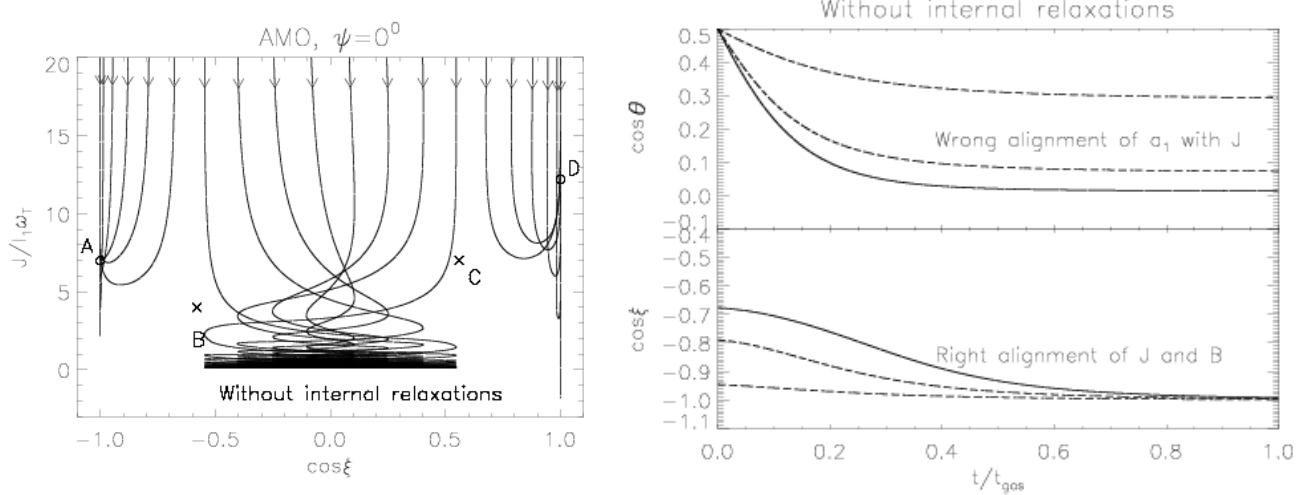 AMO, ψ=0⁰
20
15
10
5
0
J/I₁ω_T
A
B
C
D
Without internal relaxations
−1.0
−0.5
0.0
0.5
1.0
cosξ
Without internal relaxations
0.5
0.3
0.2
0.1
0.0
−0.1
cosθ
Wrong alignment of a₁ with J
−0.4
−0.5
−0.6
−0.7
−0.8
−0.9
−1.0
−1.1
cosξ
Right alignment of J and B
0.0
0.2
0.4
0.6
0.8
1.0
t/t_gas